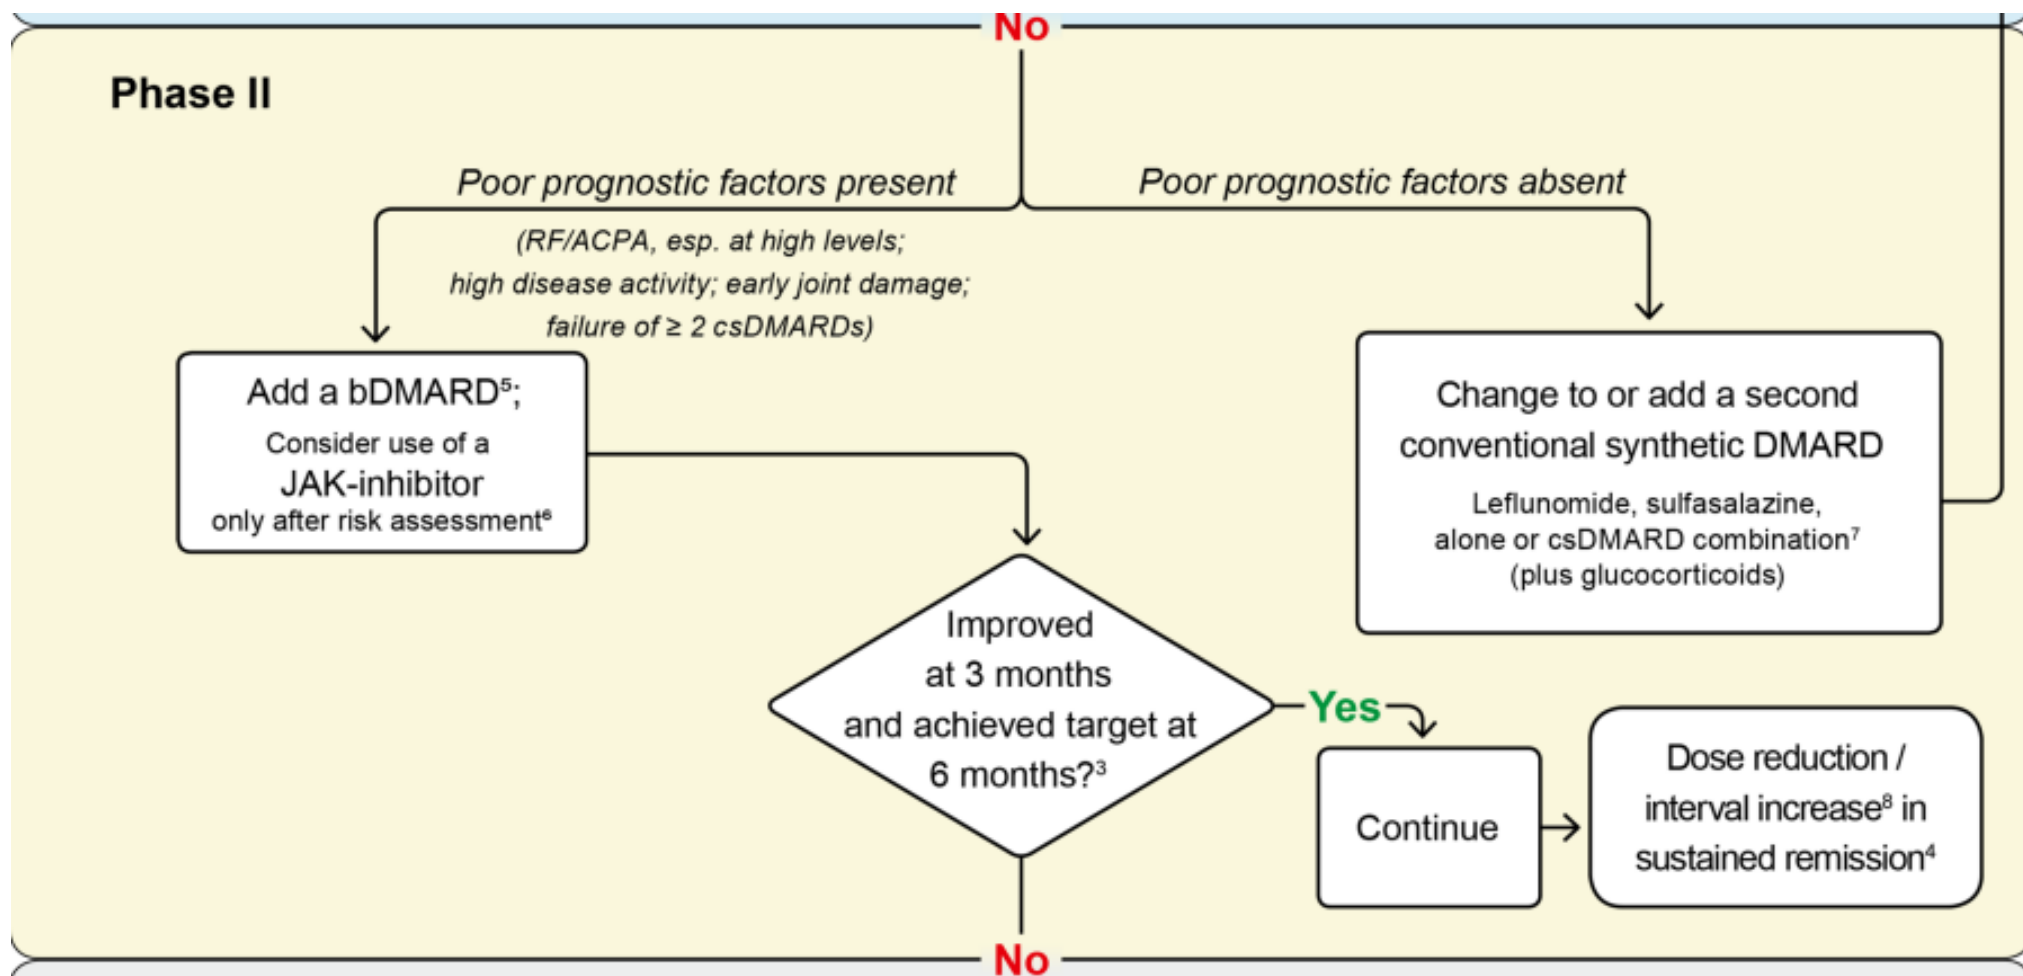 No
Phase II
Poor prognostic factors present
Poor prognostic factors absent
(RF/ACPA, esp. at high levels;
high disease activity; early joint damage;
failure of ≥ 2 csDMARDs)
Add a bDMARD⁵;
Consider use of a
JAK-inhibitor
only after risk assessment⁶
Change to or add a second
conventional synthetic DMARD
Leflunomide, sulfasalazine,
alone or csDMARD combination⁷
(plus glucocorticoids)
Improved
at 3 months
and achieved target at
6 months?³
Yes
Continue
Dose reduction /
interval increase⁸ in
sustained remission⁴
No